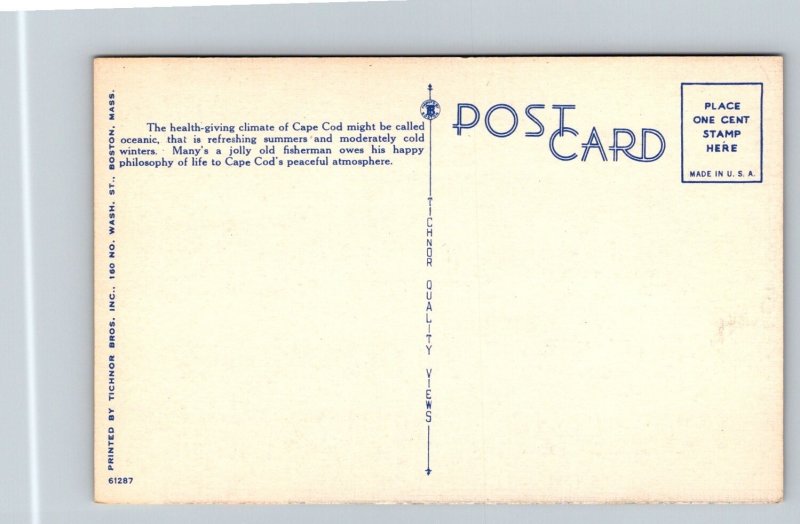 The health-giving climate of Cape Cod might be called
oceanic, that is refreshing summers and moderately cold
winters. Many's a jolly old fisherman owes his happy
philosophy of life to Cape Cod's peaceful atmosphere.
POST
CARD
PLACE
ONE CENT
STAMP
HERE
MADE IN U. S. A.
TICHNOR QUALITY VIEWS
PRINTED BY TICHNOR BROS. INC., 160 NO. WASH. ST., BOSTON, MASS.
61287